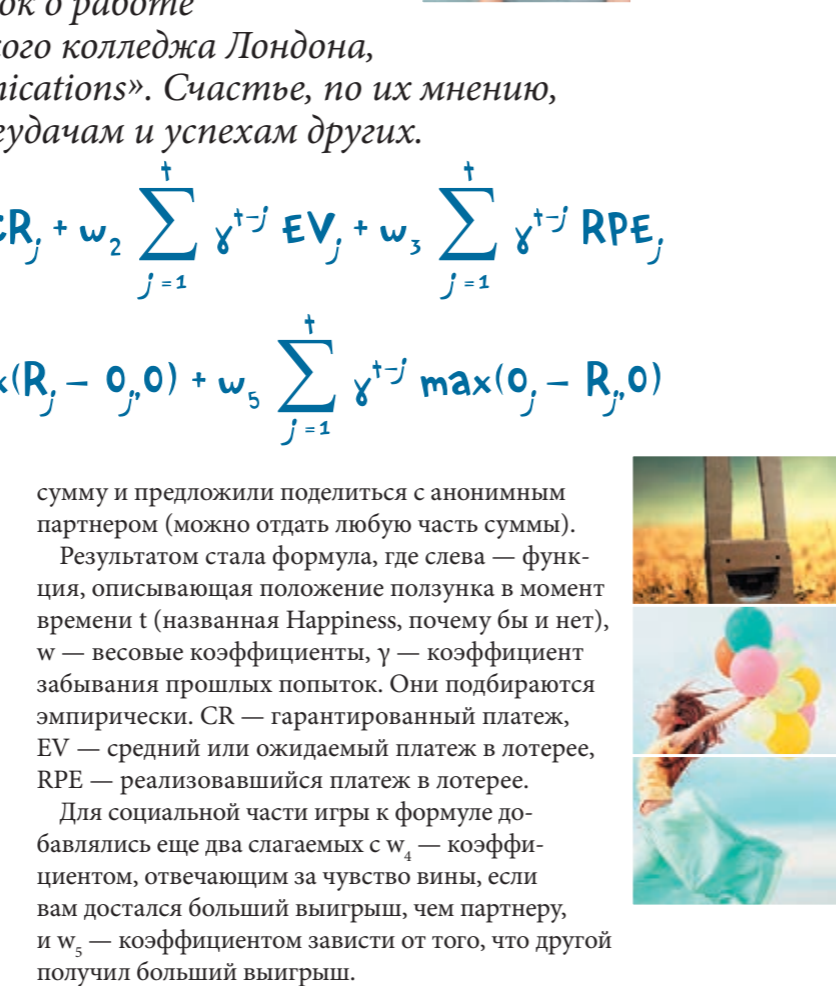 ок о работе
ого колледжа Лондона,
nications». Счастье, по их мнению,
еудачам и успехам других.
CR_j + w_2 ∑_{j=1}^{t} γ^{t-j} EV_j + w_3 ∑_{j=1}^{t} γ^{t-j} RPE_j
x(R_j − O_j,0) + w_5 ∑_{j=1}^{t} γ^{t-j} max(O_j − R_j,0)
сумму и предложили поделиться с анонимным
партнером (можно отдать любую часть суммы).
Результатом стала формула, где слева — функ-
ция, описывающая положение ползунка в момент
времени t (названная Happiness, почему бы и нет),
w — весовые коэффициенты, γ — коэффициент
забывания прошлых попыток. Они подбираются
эмпирически. CR — гарантированный платеж,
EV — средний или ожидаемый платеж в лотерее,
RPE — реализовавшийся платеж в лотерее.
Для социальной части игры к формуле до-
бавлялись еще два слагаемых с w_4 — коэффи-
циентом, отвечающим за чувство вины, если
вам достался больший выигрыш, чем партнеру,
и w_5 — коэффициентом зависти от того, что другой
получил больший выигрыш.